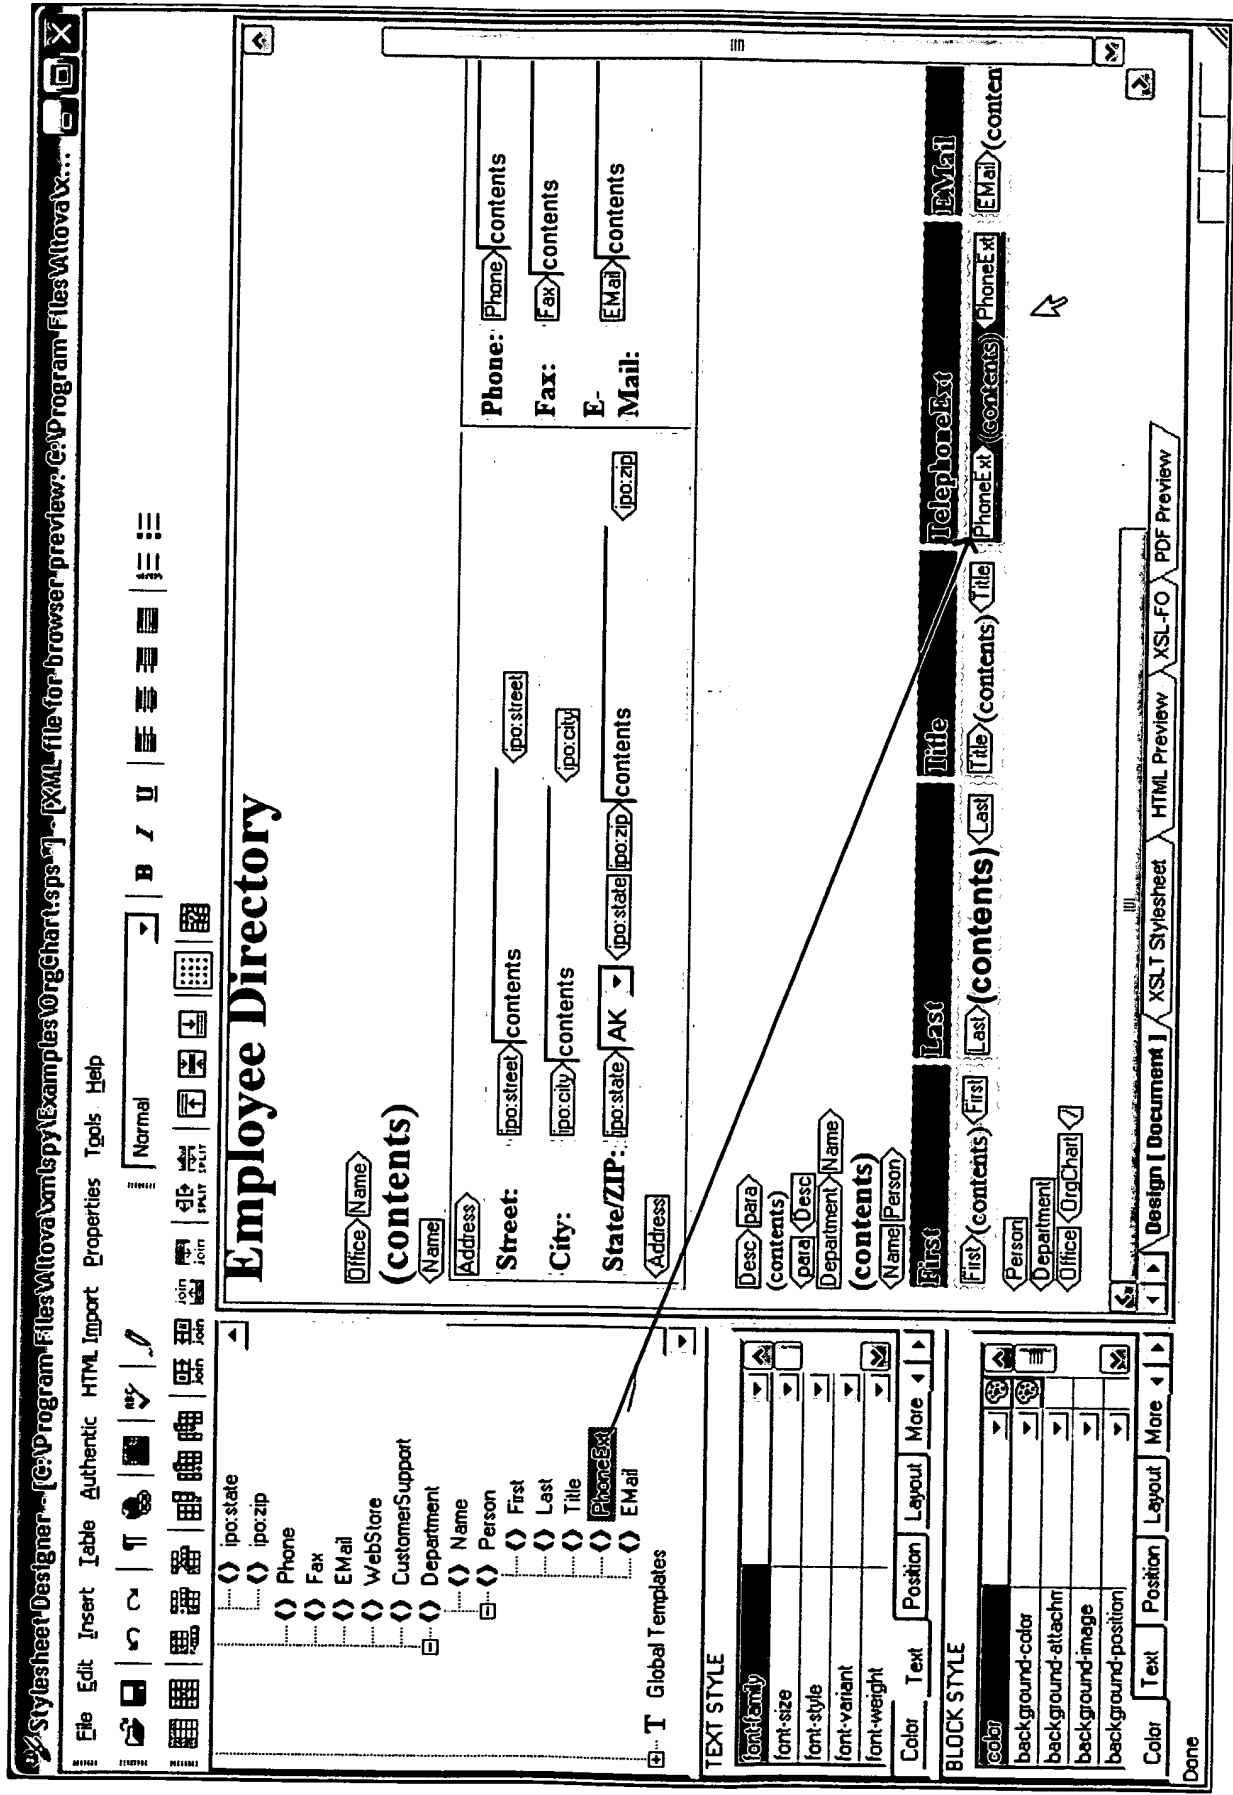 Stylesheet Designer - [C:\Program Files\Altova\xmlspy\Examples\OrgChart.sps *] - [XML file for browser preview: C:\Program Files\Altova\x...
File Edit Insert Table Authentic HTML Import Properties Tools Help
Normal
B I U
ipo:state
ipo:zip
Phone
Fax
EMail
WebStore
CustomerSupport
Department
Name
Person
First
Last
Title
PhoneExt
EMail
T Global Templates
TEXT STYLE
font-family
font-size
font-style
font-variant
font-weight
Color Text Position Layout More
BLOCK STYLE
color
background-color
background-attachm
background-image
background-position
Color Text Position Layout More
Done
Employee Directory
Office Name
(contents)
Name
Address
Street: ipo:street contents ipo:street
City: ipo:city contents ipo:city
State/ZIP: ipo:state AK ipo:state ipo:zip contents ipo:zip
Address
Phone: Phone contents
Fax: Fax contents
E-
Mail: EMail contents
Desc para
(contents)
para Desc
Department Name
(contents)
Name Person
First Last Title TelephoneExt EMail
First (contents) First Last (contents) Last Title (contents) Title PhoneExt (contents) PhoneExt EMail (conten
Person
Department
Office OrgChart
Design [ Document ] XSLT Stylesheet HTML Preview XSL-FO PDF Preview